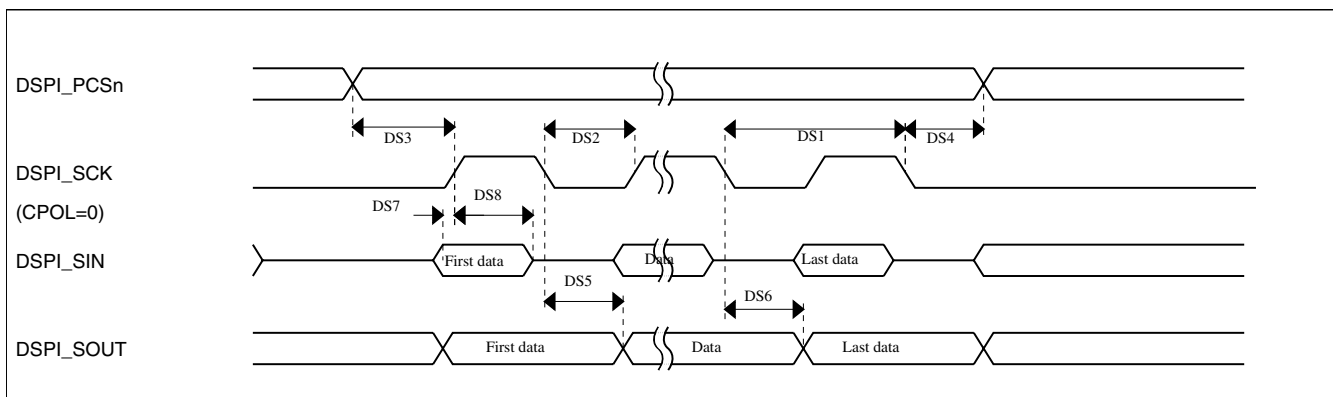 DSPI_PCSn
DS3
DS2
DS1
DS4
DSPI_SCK
(CPOL=0)
DS7
DS8
DSPI_SIN
First data
Data
Last data
DS5
DS6
DSPI_SOUT
First data
Data
Last data